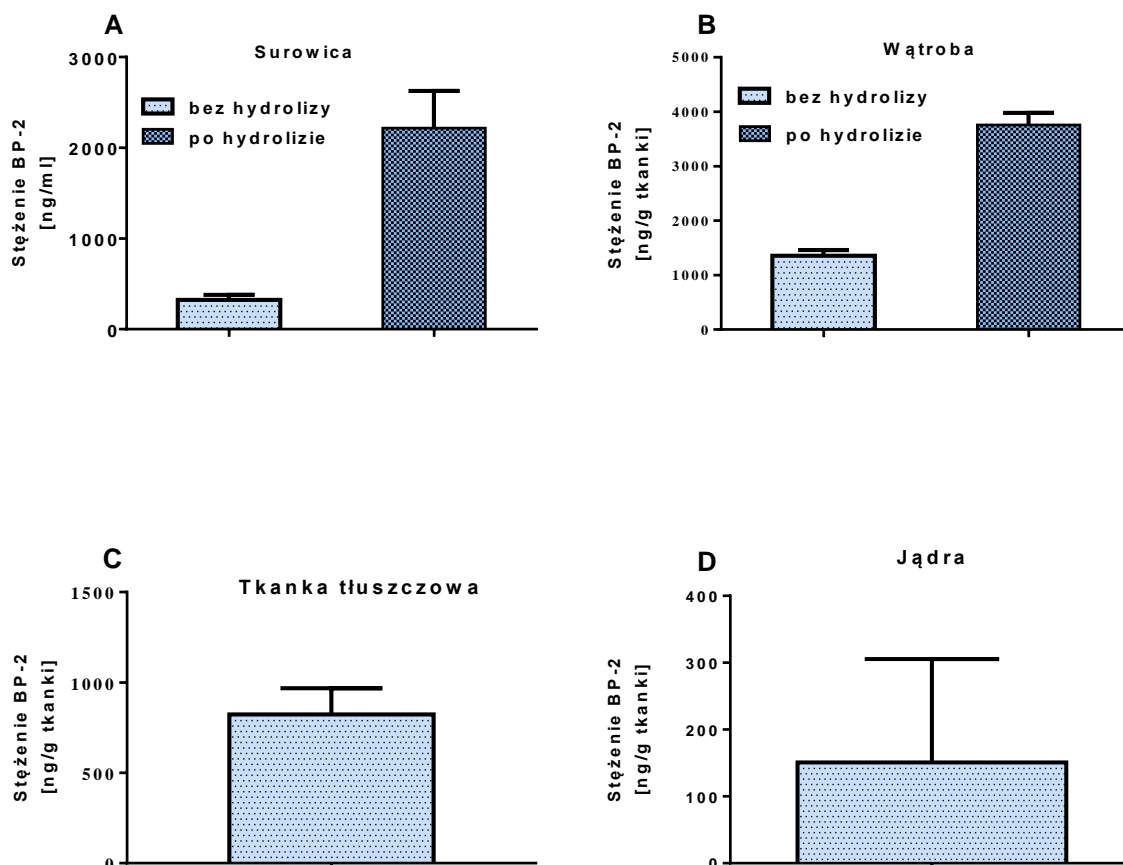 A
Surowica
Stężenie BP-2
[ng/ml]
3000
2000
1000
0
bez hydrolizy
po hydrolizie
B
Wątroba
Stężenie BP-2
[ng/g tkanki]
5000
4000
3000
2000
1000
0
bez hydrolizy
po hydrolizie
C
Tkanka tłuszczowa
Stężenie BP-2
[ng/g tkanki]
1500
1000
500
0
D
Jądra
Stężenie BP-2
[ng/g tkanki]
400
300
200
100
0